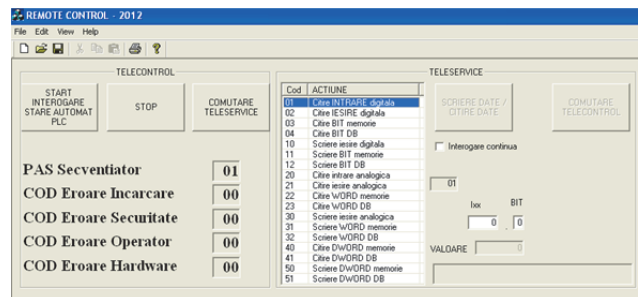 REMOTE CONTROL - 2012
File Edit View Help
TELECONTROL
START
INTEROGARE
STARE AUTOMAT
PLC
STOP
COMUTARE
TELESERVICE
PAS Secventiator 01
COD Eroare Incarcare 00
COD Eroare Securitate 00
COD Eroare Operator 00
COD Eroare Hardware 00
TELESERVICE
Cod ACTIUNE
01 Citire INTRARE digitala
02 Citire IESIRE digitala
03 Citire BIT memorie
04 Citire BIT DB
10 Scriere iesire digitala
11 Scriere BIT memorie
12 Scriere BIT DB
20 Citire intrare analogica
21 Citire iesire analogica
22 Citire WORD memorie
23 Citire WORD DB
30 Scriere iesire analogica
31 Scriere WORD memorie
32 Scriere WORD DB
40 Citire DWORD memorie
41 Citire DWORD DB
50 Scriere DWORD memorie
51 Scriere DWORD DB
SCRIERE DATE /
CITIRE DATE
COMUTARE
TELECONTROL
Interogare continua
01
Ixx BIT
0 . 0
VALOARE 0